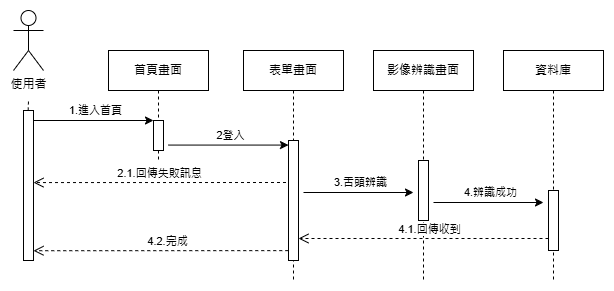 使用者
首頁畫面
表單畫面
影像辨識畫面
資料庫
1.進入首頁
2登入
2.1.回傳失敗訊息
3.舌頭辨識
4.辨識成功
4.1.回傳收到
4.2.完成